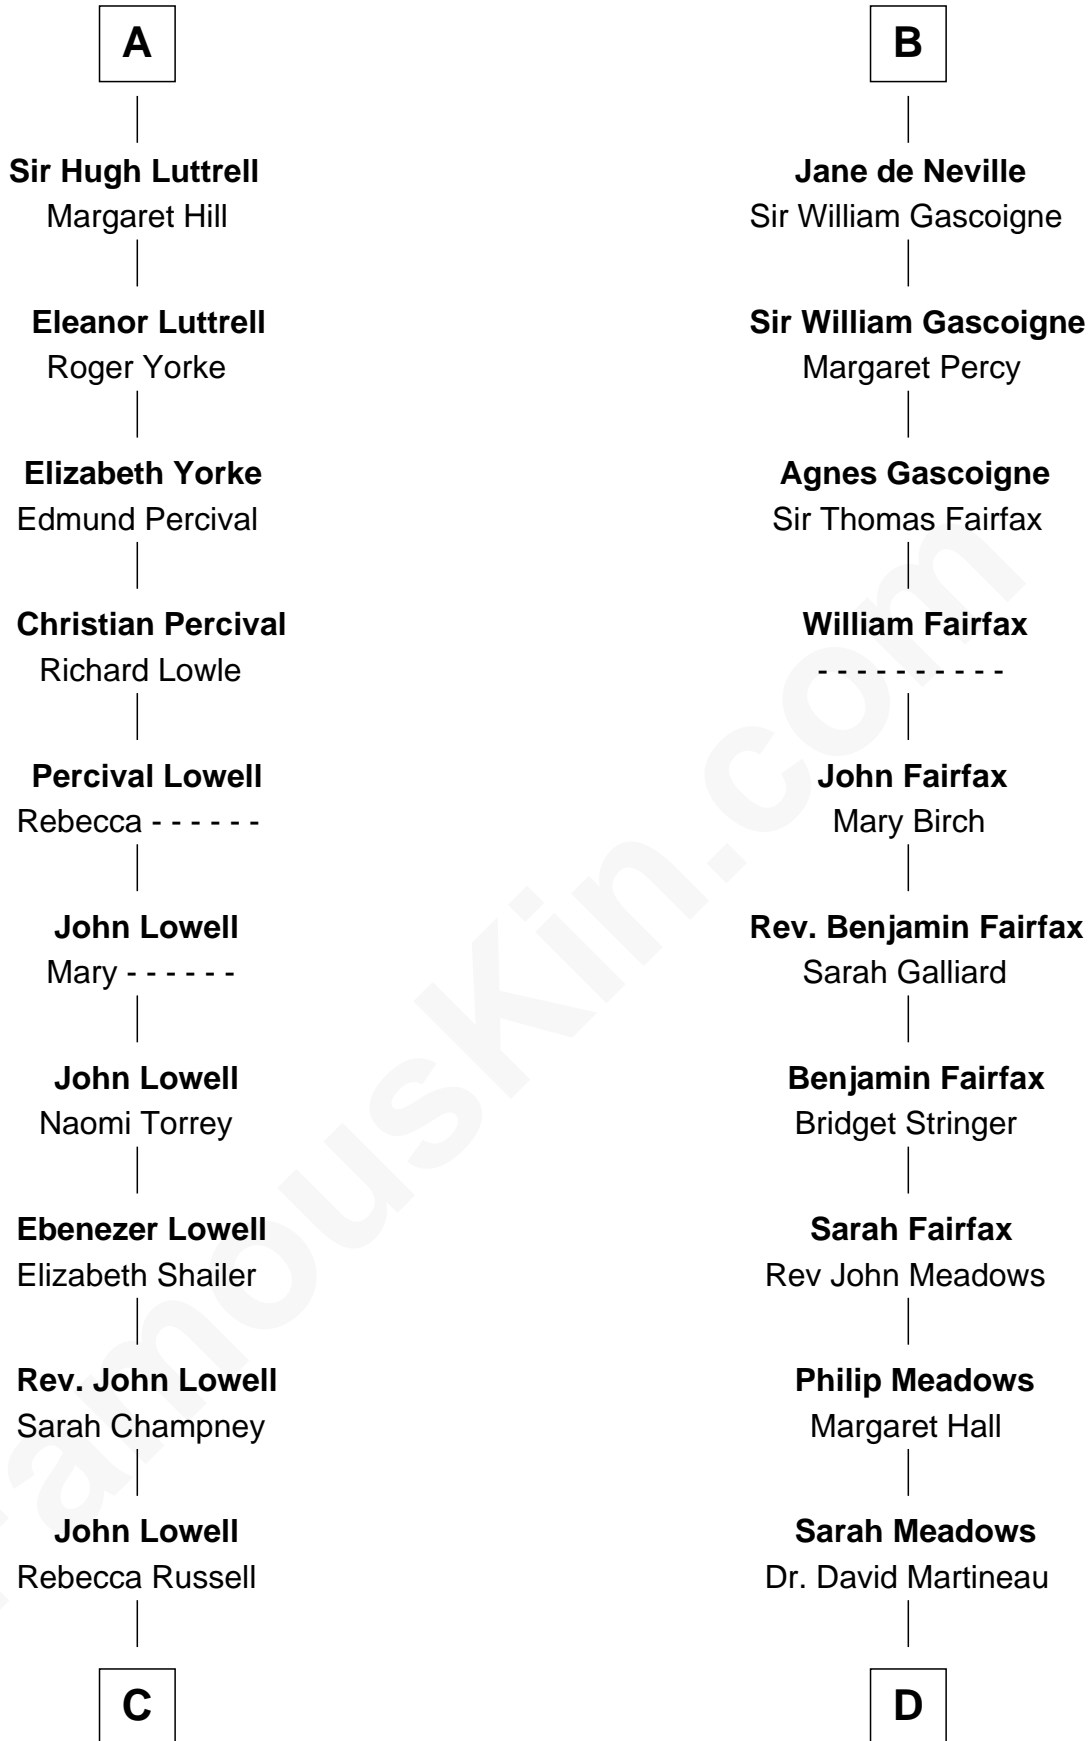 A
Sir Hugh Luttrell
Margaret Hill
Eleanor Luttrell
Roger Yorke
Elizabeth Yorke
Edmund Percival
Christian Percival
Richard Lowle
Percival Lowell
Rebecca - - - - - -
John Lowell
Mary - - - - - -
John Lowell
Naomi Torrey
Ebenezer Lowell
Elizabeth Shailer
Rev. John Lowell
Sarah Champney
John Lowell
Rebecca Russell
C
B
Jane de Neville
Sir William Gascoigne
Sir William Gascoigne
Margaret Percy
Agnes Gascoigne
Sir Thomas Fairfax
William Fairfax
- - - - - - - - - -
John Fairfax
Mary Birch
Rev. Benjamin Fairfax
Sarah Galliard
Benjamin Fairfax
Bridget Stringer
Sarah Fairfax
Rev John Meadows
Philip Meadows
Margaret Hall
Sarah Meadows
Dr. David Martineau
D
FamousKin.com